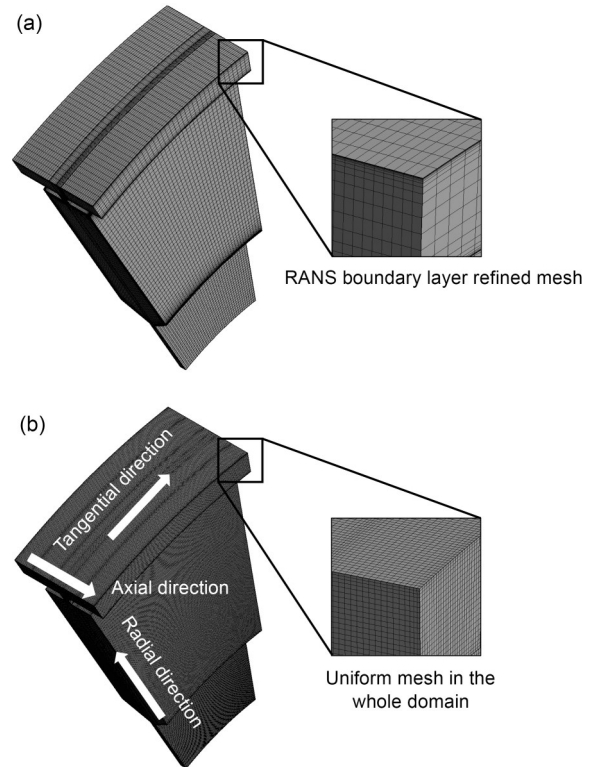 (a)
RANS boundary layer refined mesh
(b)
Tangential direction
Axial direction
Radial direction
Uniform mesh in the
whole domain